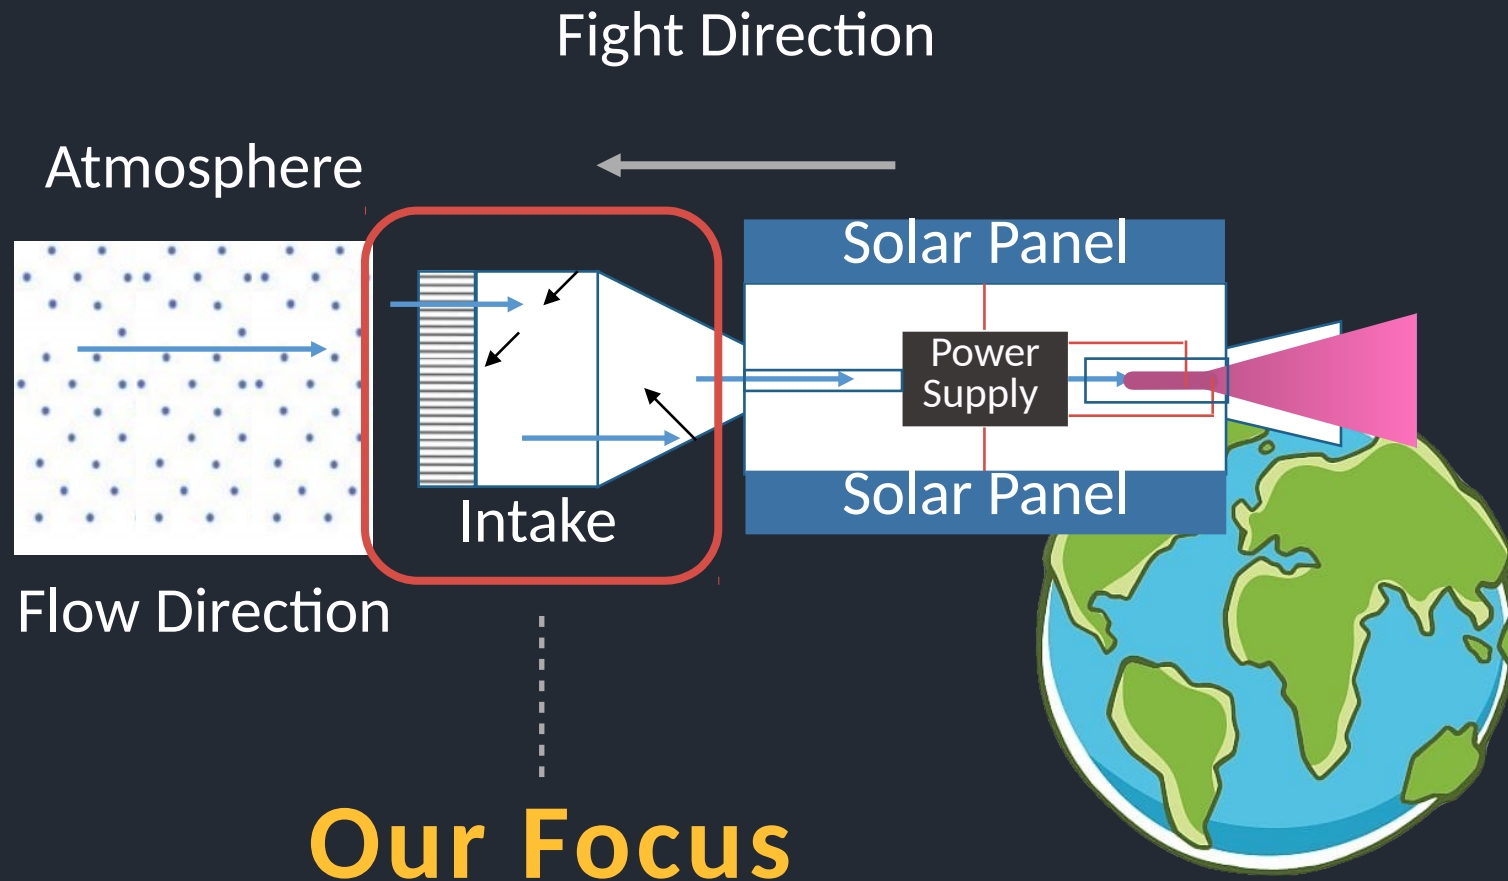 Fight Direction
Atmosphere
Solar Panel
Power
Supply
Solar Panel
Intake
Flow Direction
Our Focus